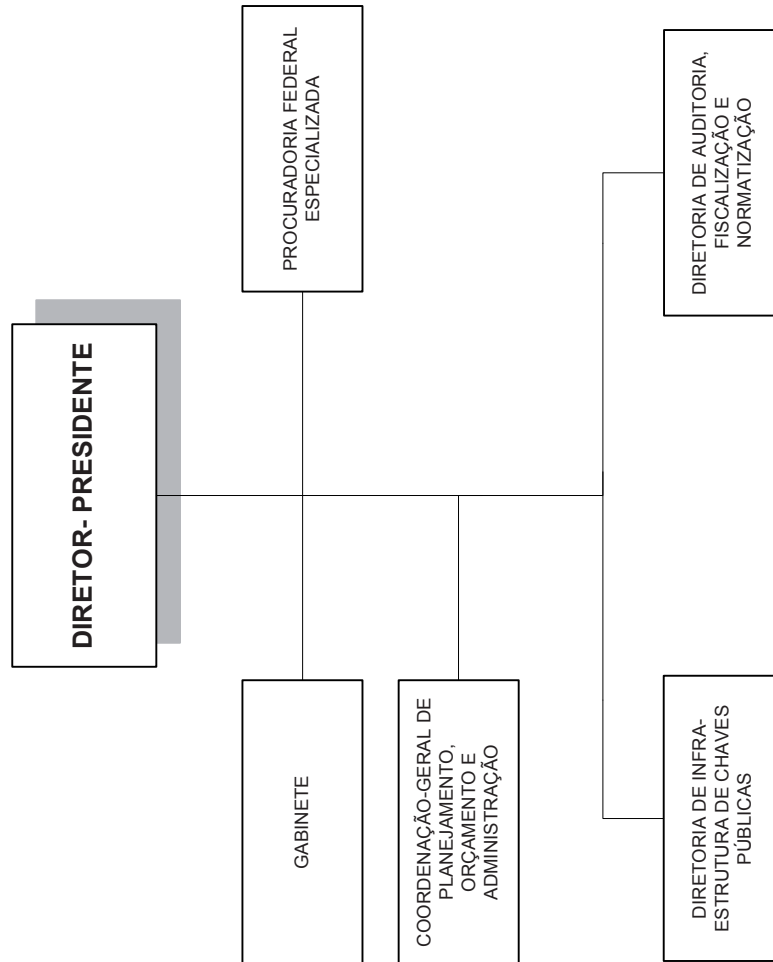 DIRETOR- PRESIDENTE
GABINETE
PROCURADORIA FEDERAL
ESPECIALIZADA
COORDENAÇÃO-GERAL DE
PLANEJAMENTO,
ORÇAMENTO E
ADMINISTRAÇÃO
DIRETORIA DE INFRA-
ESTRUTURA DE CHAVES
PÚBLICAS
DIRETORIA DE AUDITORIA,
FISCALIZAÇÃO E
NORMATIZAÇÃO